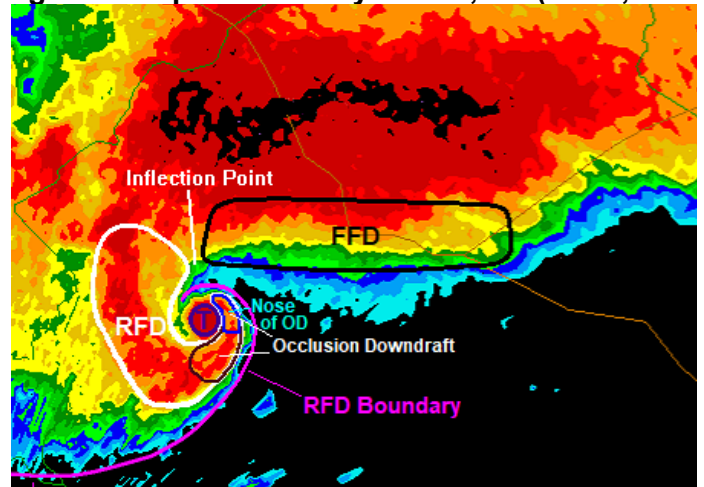 Inflection Point
FFD
RFD
T
Nose
of OD
Occlusion Downdraft
RFD Boundary